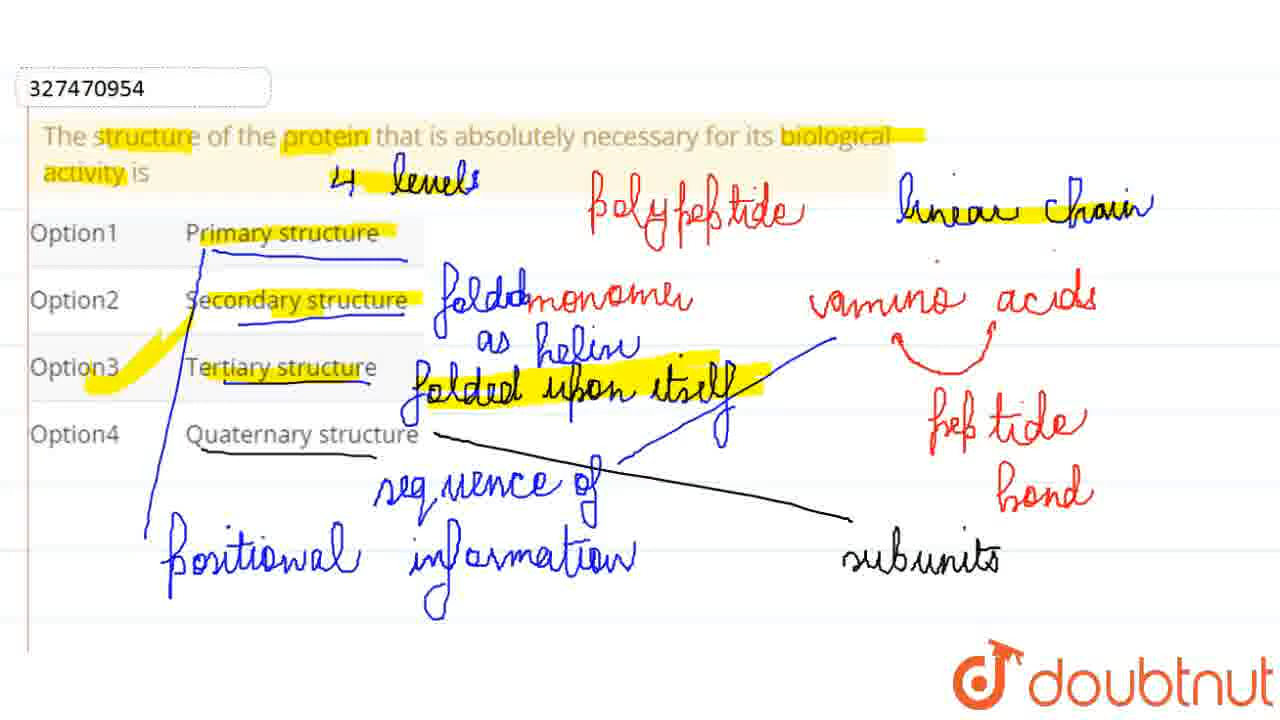 327470954
The structure of the protein that is absolutely necessary for its biological
activity is
4 levels
polypeptide
linear chain
Option1 Primary structure
Option2 Secondary structure
folded monomer
amino acids
as helix
Option3 Tertiary structure
folded upon itself
peptide
bond
Option4 Quaternary structure
sequence of
positional information
subunits
doubtnut